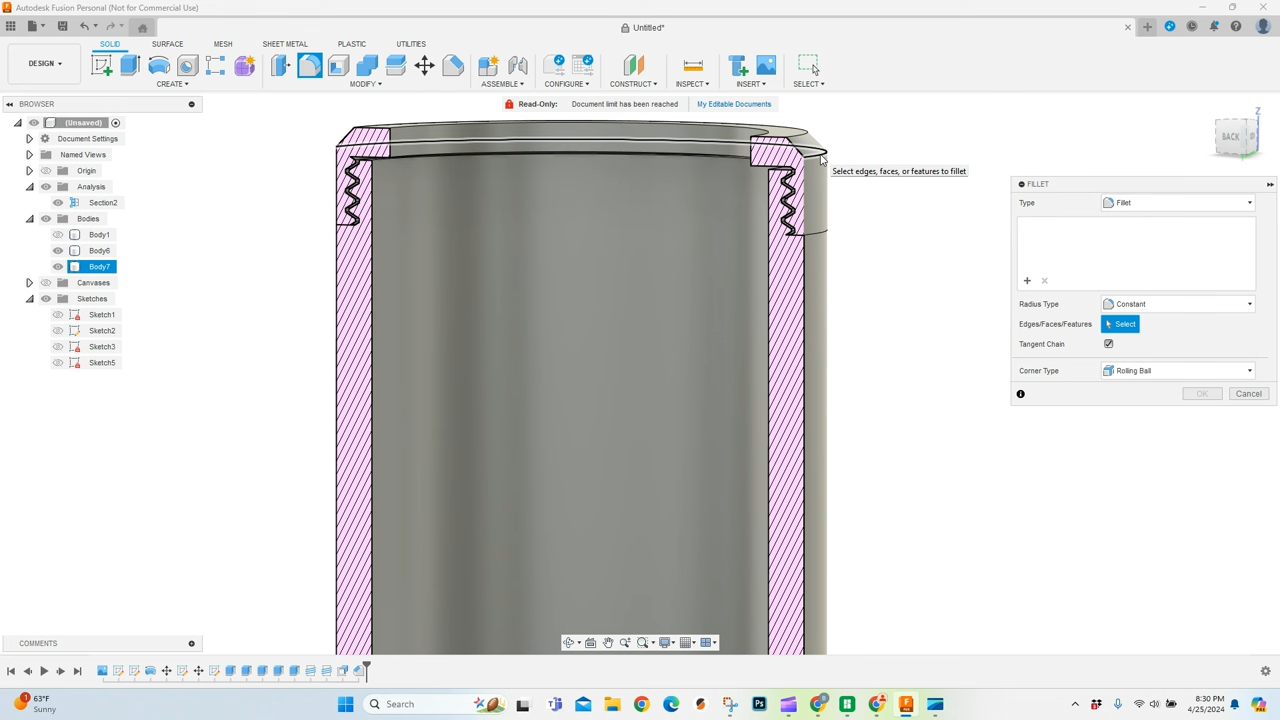 Autodesk Fusion Personal (Not for Commercial Use)
Untitled*
DESIGN
SOLID SURFACE MESH SHEET METAL PLASTIC UTILITIES
CREATE MODIFY ASSEMBLE CONFIGURE CONSTRUCT INSPECT INSERT SELECT
Read-Only: Document limit has been reached My Editable Documents
BROWSER
(Unsaved)
Document Settings
Named Views
Origin
Analysis
Section2
Bodies
Body1
Body6
Body7
Canvases
Sketches
Sketch1
Sketch2
Sketch3
Sketch5
Select edges, faces, or features to fillet
Z
BACK
FILLET
Type Fillet
Radius Type Constant
Edges/Faces/Features Select
Tangent Chain
Corner Type Rolling Ball
OK Cancel
COMMENTS
1
63°F
Sunny
Search
Ps
8:30 PM
4/25/2024